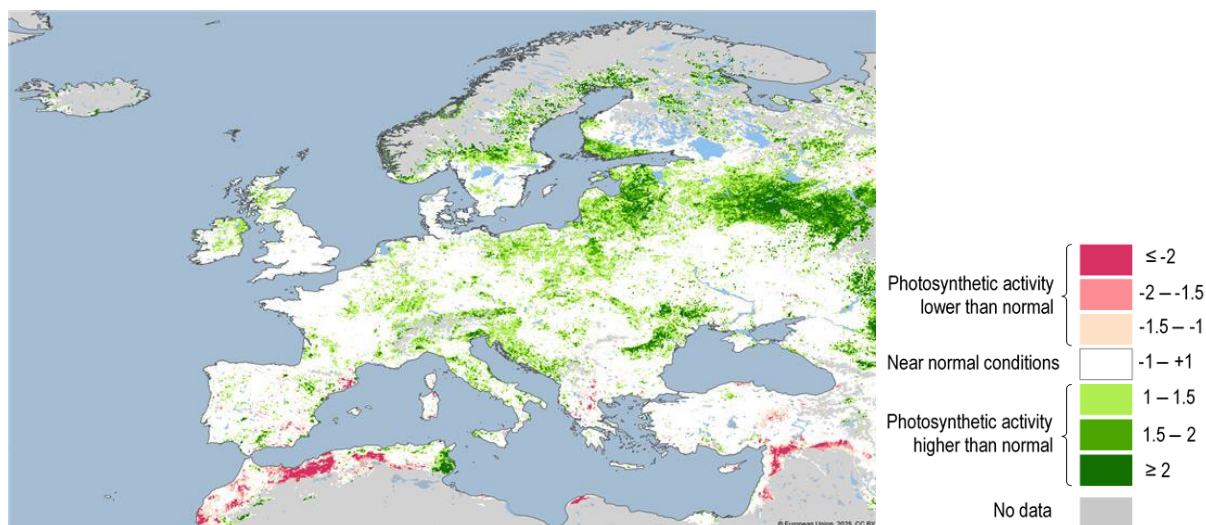 Photosynthetic activity
lower than normal
≤ -2
-2 – -1.5
-1.5 – -1
Near normal conditions
-1 – +1
Photosynthetic activity
higher than normal
1 – 1.5
1.5 – 2
≥ 2
No data
© European Union, 2025, CC BY